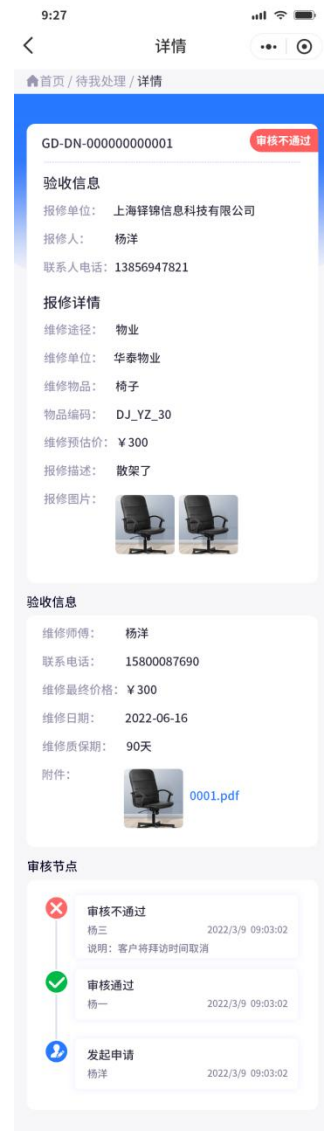 9:27
详情
首页 / 待我处理 / 详情
GD-DN-000000000001 审核不通过
验收信息
报修单位： 上海铎锦信息科技有限公司
报修人： 杨洋
联系人电话：13856947821
报修详情
维修途径： 物业
维修单位： 华泰物业
维修物品： 椅子
物品编码： DJ_YZ_30
维修预估价：￥300
报修描述： 散架了
报修图片：
验收信息
维修师傅： 杨洋
联系电话： 15800087690
维修最终价格：￥300
维修日期： 2022-06-16
维修质保期： 90天
附件：
0001.pdf
审核节点
审核不通过
杨三 2022/3/9 09:03:02
说明：客户将拜访时间取消
审核通过
杨一 2022/3/9 09:03:02
发起申请
杨洋 2022/3/9 09:03:02